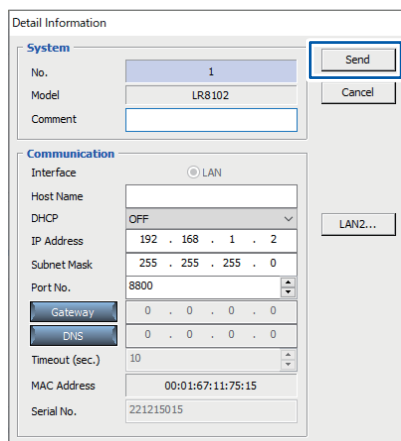 Detail Information
System
No. 1
Model LR8102
Comment
Send
Cancel
Communication
Interface LAN
Host Name
DHCP OFF
IP Address 192 . 168 . 1 . 2
Subnet Mask 255 . 255 . 255 . 0
Port No. 8800
Gateway 0 . 0 . 0 . 0
DNS 0 . 0 . 0 . 0
Timeout (sec.) 10
MAC Address 00:01:67:11:75:15
Serial No. 221215015
LAN2...